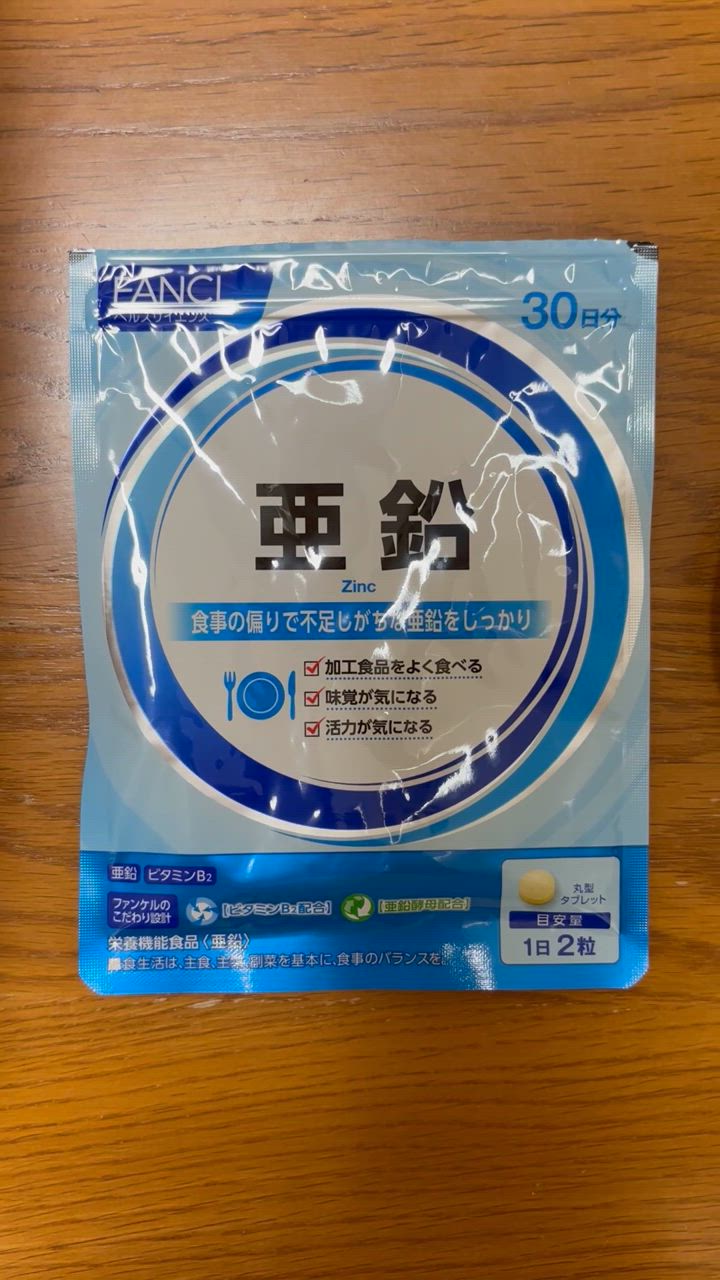 FANCL
ヘルスサイエンス
30日分
亜鉛
Zinc
食事の偏りで不足しがちな亜鉛をしっかり
加工食品をよく食べる
味覚が気になる
活力が気になる
亜鉛 ビタミンB2
ファンケルの
こだわり設計
【ビタミンB2配合】
【亜鉛酵母配合】
丸型
タブレット
目安量
1日2粒
栄養機能食品〈亜鉛〉
食生活は、主食、主菜、副菜を基本に、食事のバランスを。